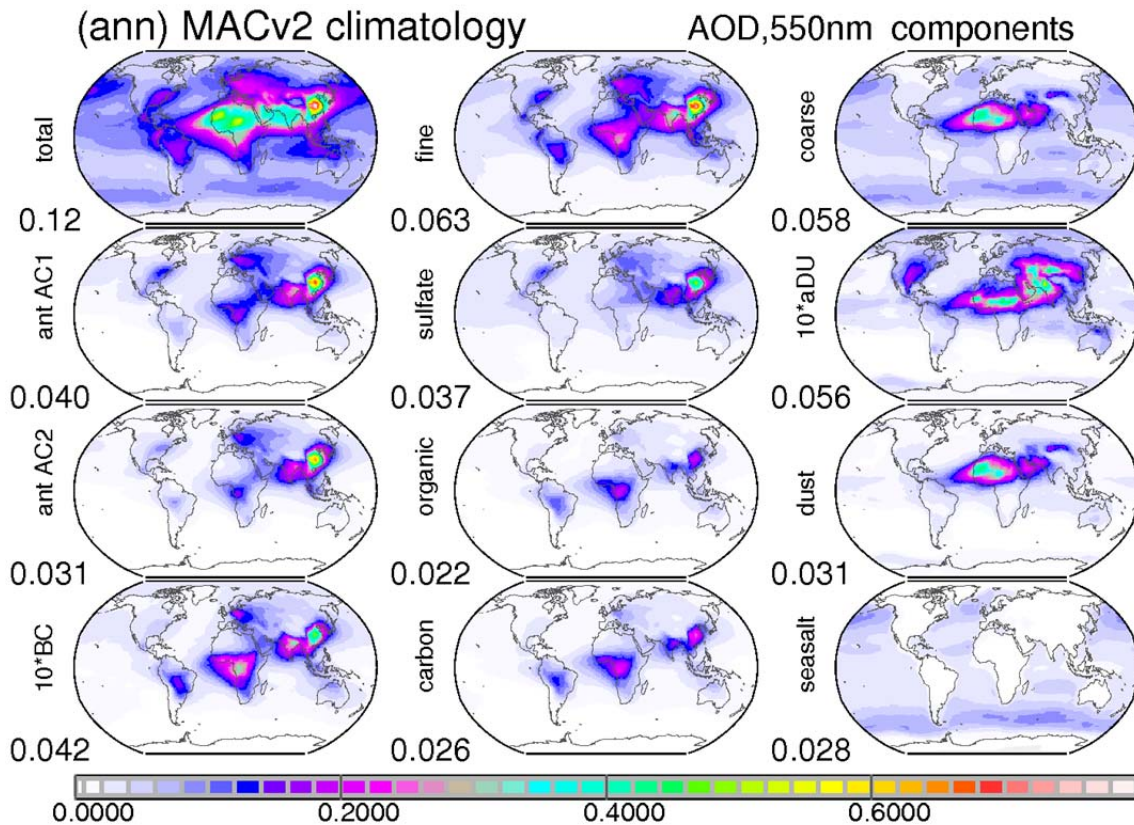 (ann) MACv2 climatology AOD,550nm components
total fine coarse
0.12 0.063 0.058
ant AC1 sulfate 10*aDU
0.040 0.037 0.056
ant AC2 organic dust
0.031 0.022 0.031
10*BC carbon seasalt
0.042 0.026 0.028
0.0000 0.2000 0.4000 0.6000